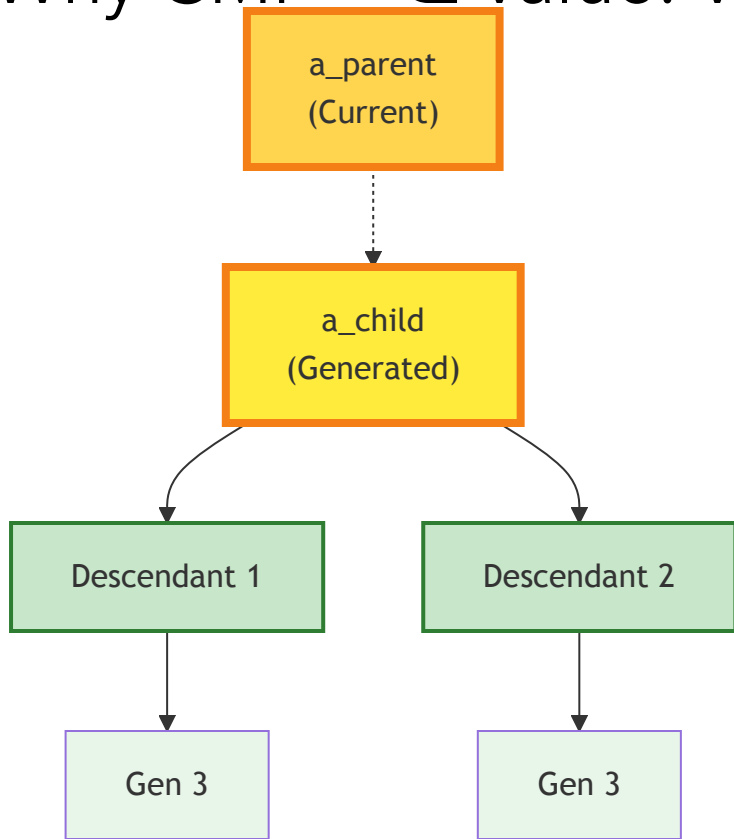 a_parent
(Current)
a_child
(Generated)
Descendant 1
Descendant 2
Gen 3
Gen 3